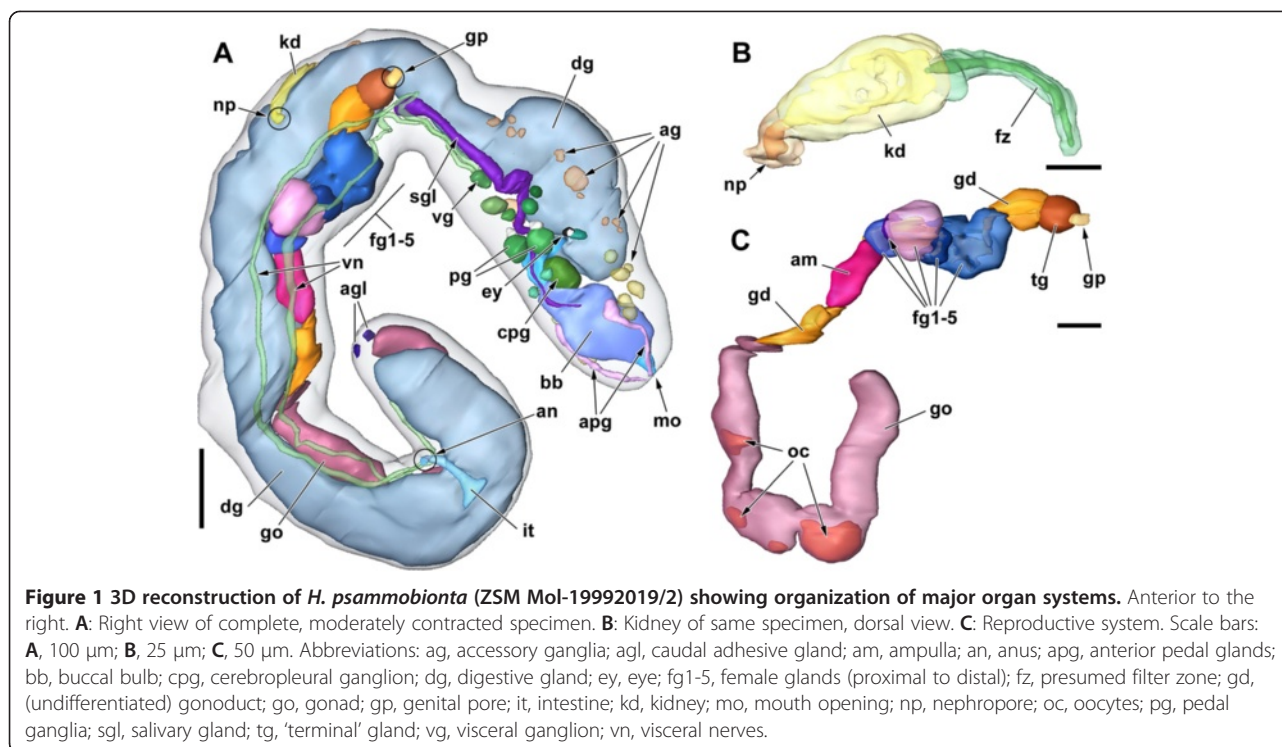 A
kd
gp
np
dg
ag
sgl
vg
fg1-5
vn
pg
ey
agl
cpg
bb
mo
an
apg
dg
go
it
B
np
kd
fz
C
gd
am
tg
gp
gd
fg1-5
go
oc
Figure 1 3D reconstruction of H. psammobionta (ZSM Mol-19992019/2) showing organization of major organ systems. Anterior to the
right. A: Right view of complete, moderately contracted specimen. B: Kidney of same specimen, dorsal view. C: Reproductive system. Scale bars:
A, 100 µm; B, 25 µm; C, 50 µm. Abbreviations: ag, accessory ganglia; agl, caudal adhesive gland; am, ampulla; an, anus; apg, anterior pedal glands;
bb, buccal bulb; cpg, cerebropleural ganglion; dg, digestive gland; ey, eye; fg1-5, female glands (proximal to distal); fz, presumed filter zone; gd,
(undifferentiated) gonoduct; go, gonad; gp, genital pore; it, intestine; kd, kidney; mo, mouth opening; np, nephropore; oc, oocytes; pg, pedal
ganglia; sgl, salivary gland; tg, ‘terminal’ gland; vg, visceral ganglion; vn, visceral nerves.